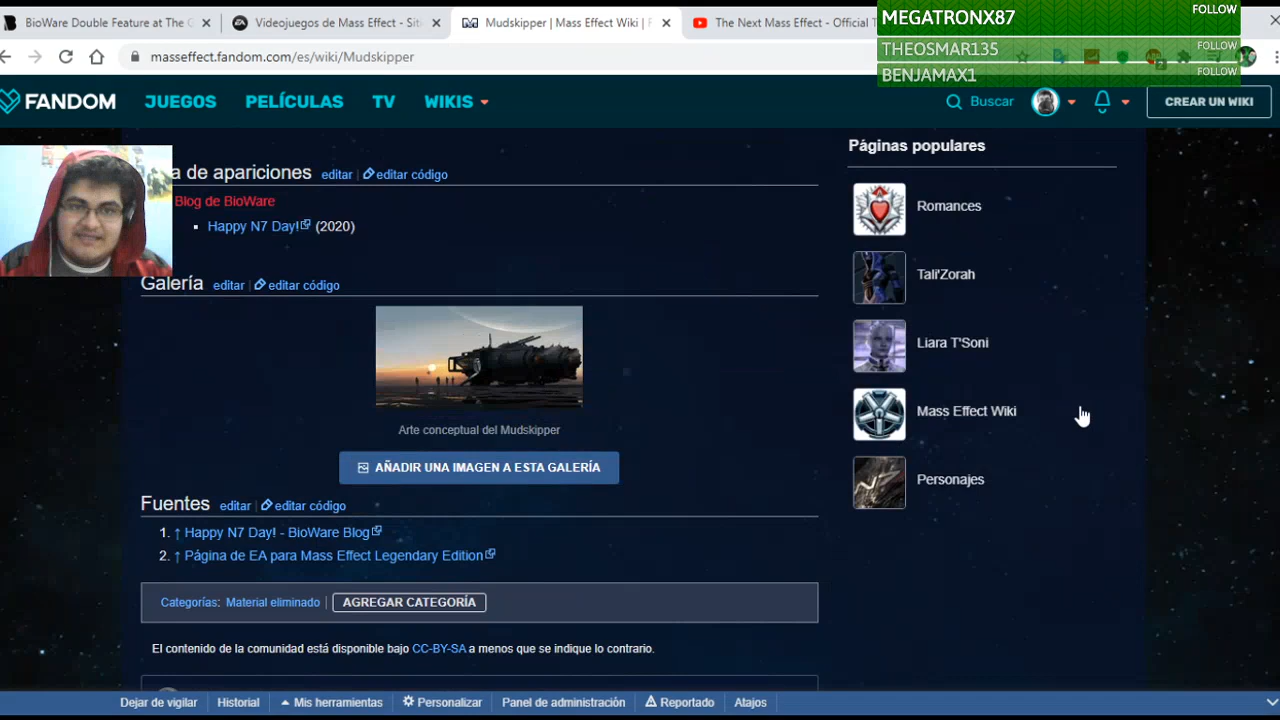 BioWare Double Feature at The G
Videojuegos de Mass Effect - Siti
Mudskipper | Mass Effect Wiki | F
The Next Mass Effect - Official T
MEGATRONX87 FOLLOW
THEOSMAR135 FOLLOW
BENJAMAX1 FOLLOW
masseffect.fandom.com/es/wiki/Mudskipper
FANDOM JUEGOS PELÍCULAS TV WIKIS Buscar CREAR UN WIKI
a de apariciones editar | editar código
Blog de BioWare
Happy N7 Day! (2020)
Galería editar | editar código
Arte conceptual del Mudskipper
AÑADIR UNA IMAGEN A ESTA GALERÍA
Fuentes editar | editar código
1. ↑ Happy N7 Day! - BioWare Blog
2. ↑ Página de EA para Mass Effect Legendary Edition
Categorías: Material eliminado | AGREGAR CATEGORÍA
El contenido de la comunidad está disponible bajo CC-BY-SA a menos que se indique lo contrario.
Páginas populares
Romances
Tali'Zorah
Liara T'Soni
Mass Effect Wiki
Personajes
Dejar de vigilar Historial Mis herramientas Personalizar Panel de administración Reportado Atajos